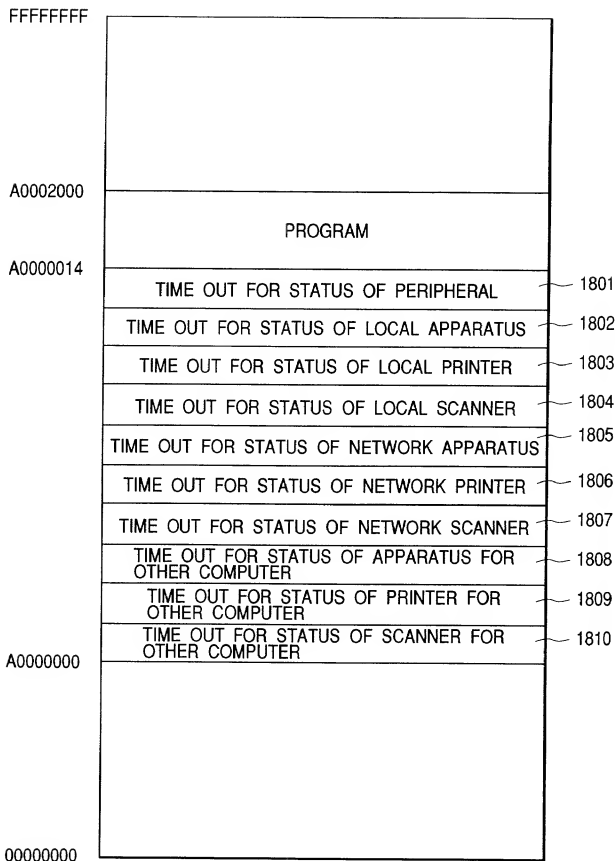 FFFFFFFF
A0002000
PROGRAM
A0000014
TIME OUT FOR STATUS OF PERIPHERAL 1801
TIME OUT FOR STATUS OF LOCAL APPARATUS 1802
TIME OUT FOR STATUS OF LOCAL PRINTER 1803
TIME OUT FOR STATUS OF LOCAL SCANNER 1804
TIME OUT FOR STATUS OF NETWORK APPARATUS 1805
TIME OUT FOR STATUS OF NETWORK PRINTER 1806
TIME OUT FOR STATUS OF NETWORK SCANNER 1807
TIME OUT FOR STATUS OF APPARATUS FOR 1808
OTHER COMPUTER
TIME OUT FOR STATUS OF PRINTER FOR 1809
OTHER COMPUTER
TIME OUT FOR STATUS OF SCANNER FOR 1810
OTHER COMPUTER
A0000000
00000000